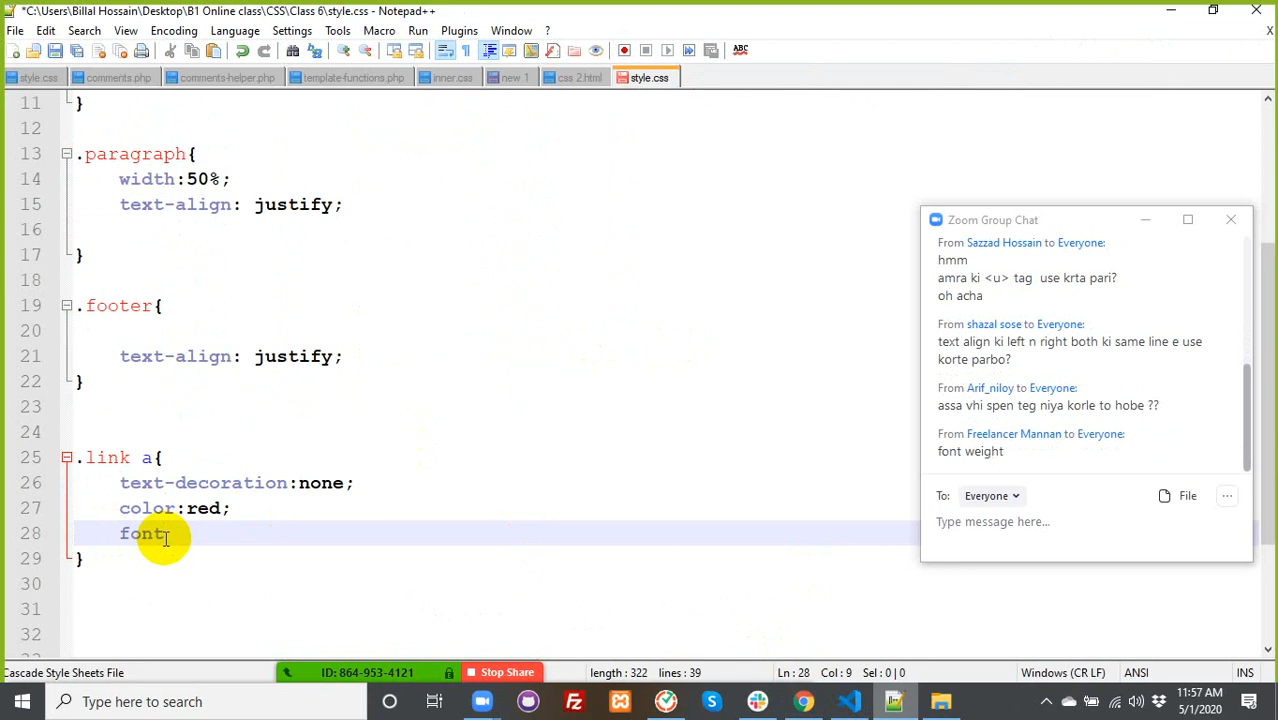 *C:\Users\Billal Hossain\Desktop\B1 Online class\CSS\Class 6\style.css - Notepad++
File Edit Search View Encoding Language Settings Tools Macro Run Plugins Window ? X
ABC
style.css comments.php comments-helper.php template-functions.php inner.css new 1 css 2.html style.css
11 }
12
13 .paragraph{
14 width:50%;
15 text-align: justify;
16
17 }
18
19 .footer{
20
21 text-align: justify;
22 }
23
24
25 .link a{
26 text-decoration:none;
27 color:red;
28 font
29 }
30
31
32
Zoom Group Chat
From Sazzad Hossain to Everyone:
hmm
amra ki <u> tag use krta pari?
oh acha
From shazal sose to Everyone:
text align ki left n right both ki same line e use
korte parbo?
From Arif_niloy to Everyone:
assa vhi spen teg niya korle to hobe ??
From Freelancer Mannan to Everyone:
font weight
To: Everyone File ...
Type message here...
Cascade Style Sheets File ID: 864-953-4121 Stop Share length : 322 lines : 39 Ln : 28 Col : 9 Sel : 0 | 0 Windows (CR LF) ANSI INS
Type here to search
11:57 AM
5/1/2020